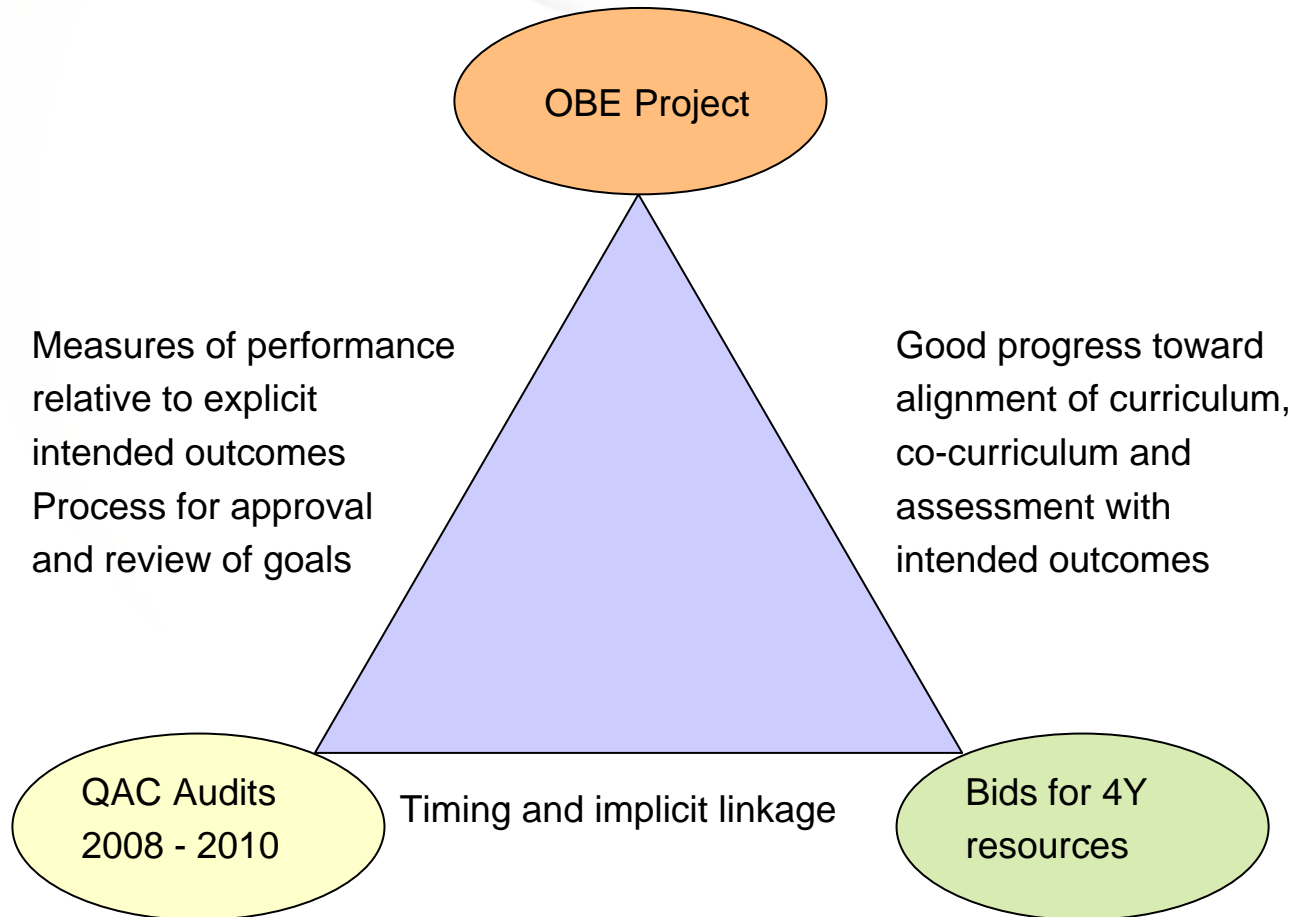 OBE Project
Measures of performance
relative to explicit
intended outcomes
Process for approval
and review of goals
Good progress toward
alignment of curriculum,
co-curriculum and
assessment with
intended outcomes
QAC Audits
2008 - 2010
Timing and implicit linkage
Bids for 4Y
resources